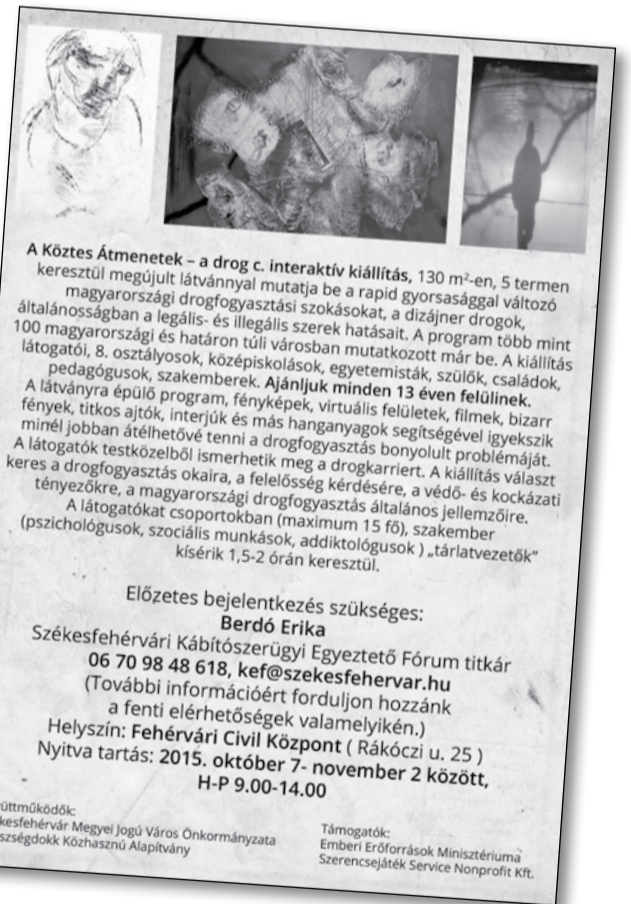 A Köztes Átmenetek – a drog c. interaktív kiállítás, 130 m²-en, 5 termen
keresztül megújult látvánnyal mutatja be a rapid gyorsasággal változó
magyarországi drogfogyasztási szokásokat, a dizájner drogok,
általánosságban a legális- és illegális szerek hatásait. A program több mint
100 magyarországi és határon túli városban mutatkozott már be. A kiállítás
látogatói, 8. osztályosok, középiskolások, egyetemisták, szülők, családok,
pedagógusok, szakemberek. Ajánljuk minden 13 éven felülinek.
A látványra épülő program, fényképek, virtuális felületek, filmek, bizarr
fények, titkos ajtók, interjúk és más hanganyagok segítségével igyekszik
minél jobban átélhetővé tenni a drogfogyasztás bonyolult problémáját.
A látogatók testközelből ismerhetik meg a drogkarriert. A kiállítás választ
keres a drogfogyasztás okaira, a felelősség kérdésére, a védő- és kockázati
tényezőkre, a magyarországi drogfogyasztás általános jellemzőire.
A látogatókat csoportokban (maximum 15 fő), szakember
(pszichológusok, szociális munkások, addiktológusok ) „tárlatvezetők"
kísérik 1,5-2 órán keresztül.
Előzetes bejelentkezés szükséges:
Berdó Erika
Székesfehérvári Kábítószerügyi Egyeztető Fórum titkár
06 70 98 48 618, kef@szekesfehervar.hu
(További információért forduljon hozzánk
a fenti elérhetőségek valamelyikén.)
Helyszín: Fehérvári Civil Központ ( Rákóczi u. 25 )
Nyitva tartás: 2015. október 7- november 2 között,
H-P 9.00-14.00
üttműködők:
kesfehérvár Megyei Jogú Város Önkormányzata
szségdokk Közhasznú Alapítvány
Támogatók:
Emberi Erőforrások Minisztériuma
Szerencsejáték Service Nonprofit Kft.